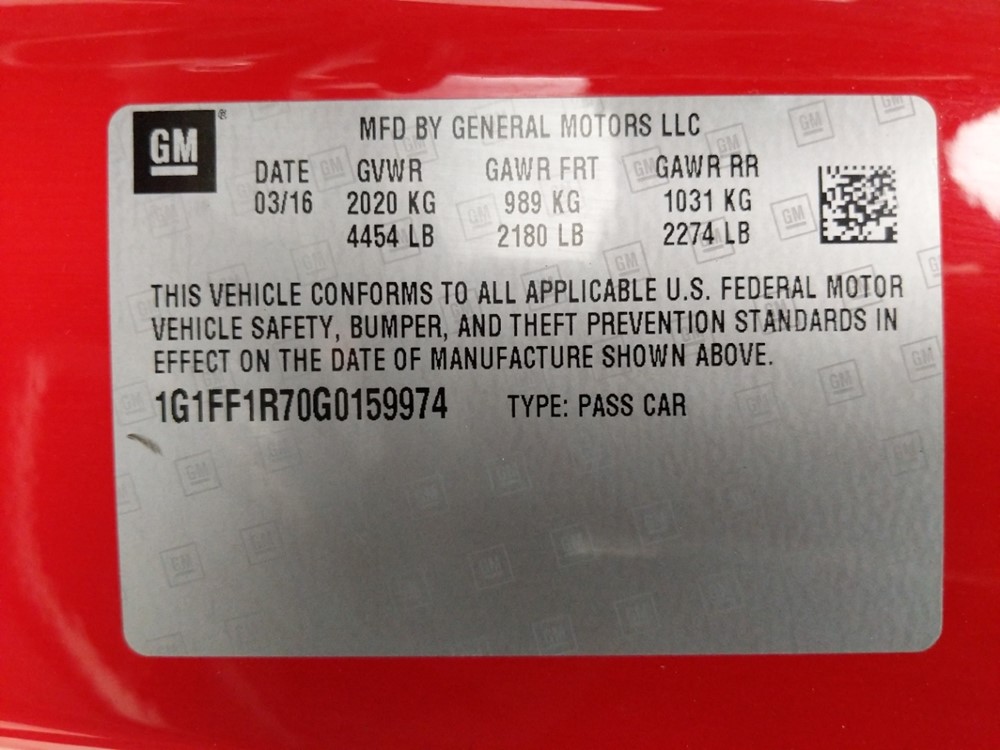 GM ®
MFD BY GENERAL MOTORS LLC
DATE GVWR GAWR FRT GAWR RR
03/16 2020 KG 989 KG 1031 KG
4454 LB 2180 LB 2274 LB
THIS VEHICLE CONFORMS TO ALL APPLICABLE U.S. FEDERAL MOTOR
VEHICLE SAFETY, BUMPER, AND THEFT PREVENTION STANDARDS IN
EFFECT ON THE DATE OF MANUFACTURE SHOWN ABOVE.
1G1FF1R70G0159974 TYPE: PASS CAR